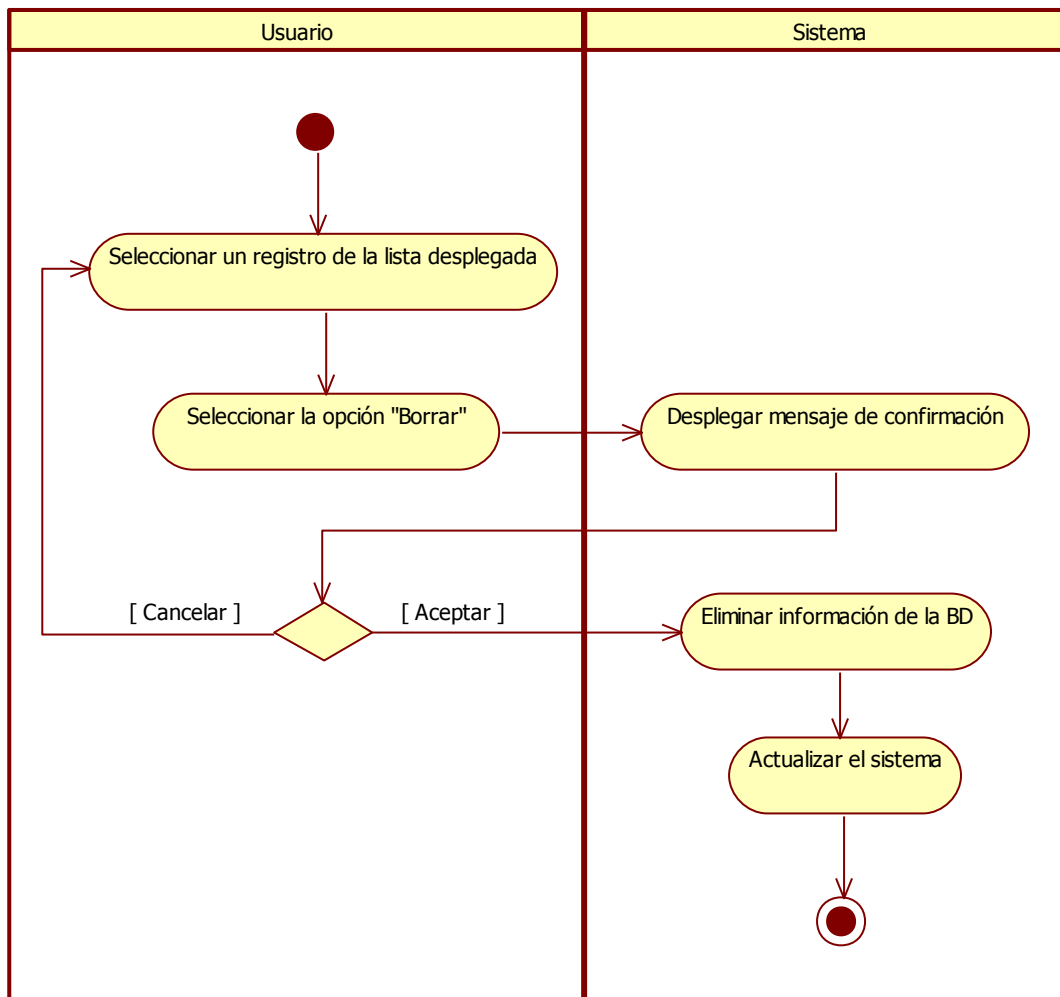 Usuario
Sistema
Seleccionar un registro de la lista desplegada
Seleccionar la opción "Borrar"
Desplegar mensaje de confirmación
[ Cancelar ]
[ Aceptar ]
Eliminar información de la BD
Actualizar el sistema